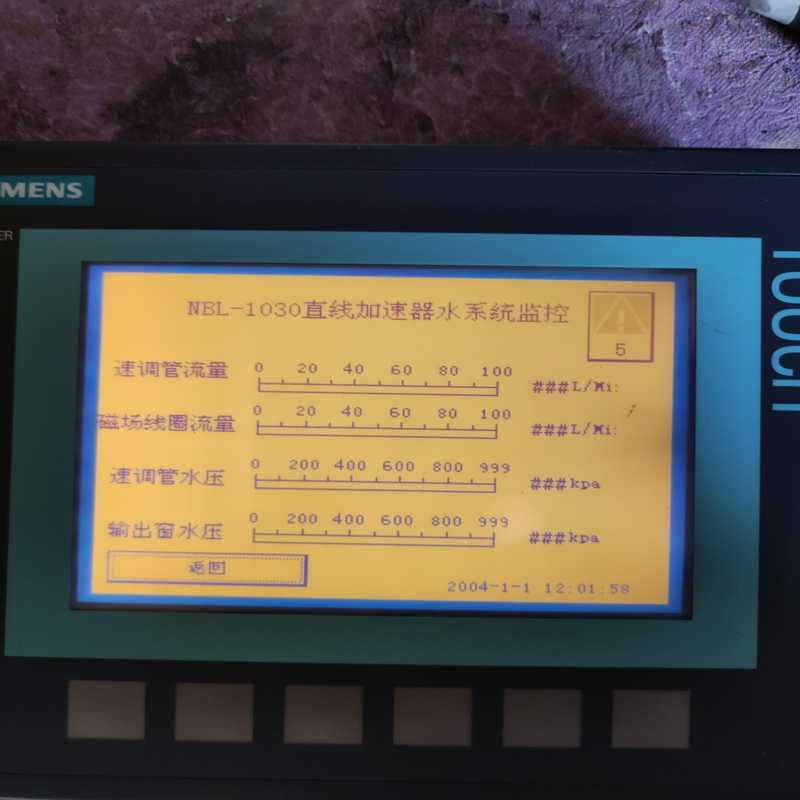 MENS
ER
TOUCH
NBL-1030直线加速器水系统监控
5
速调管流量 0 20 40 60 80 100 ###L/Mi:
磁场线圈流量 0 20 40 60 80 100 ###L/Mi:
速调管水压 0 200 400 600 800 999 ###kpa
输出窗水压 0 200 400 600 800 999 ###kpa
返回
2004-1-1 12:01:58